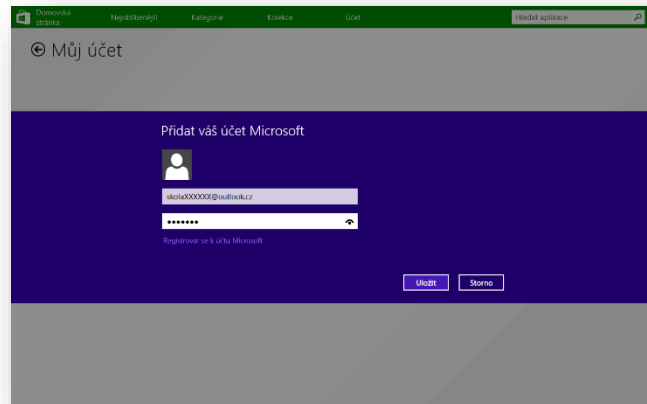 Domovská
stránka
Nejoblíbenější
Kategorie
Kolekce
Účet
Hledat aplikace
Můj účet
Přidat váš účet Microsoft
skolaXXXXXX@outlook.cz
Registrovat se k účtu Microsoft
Uložit
Storno